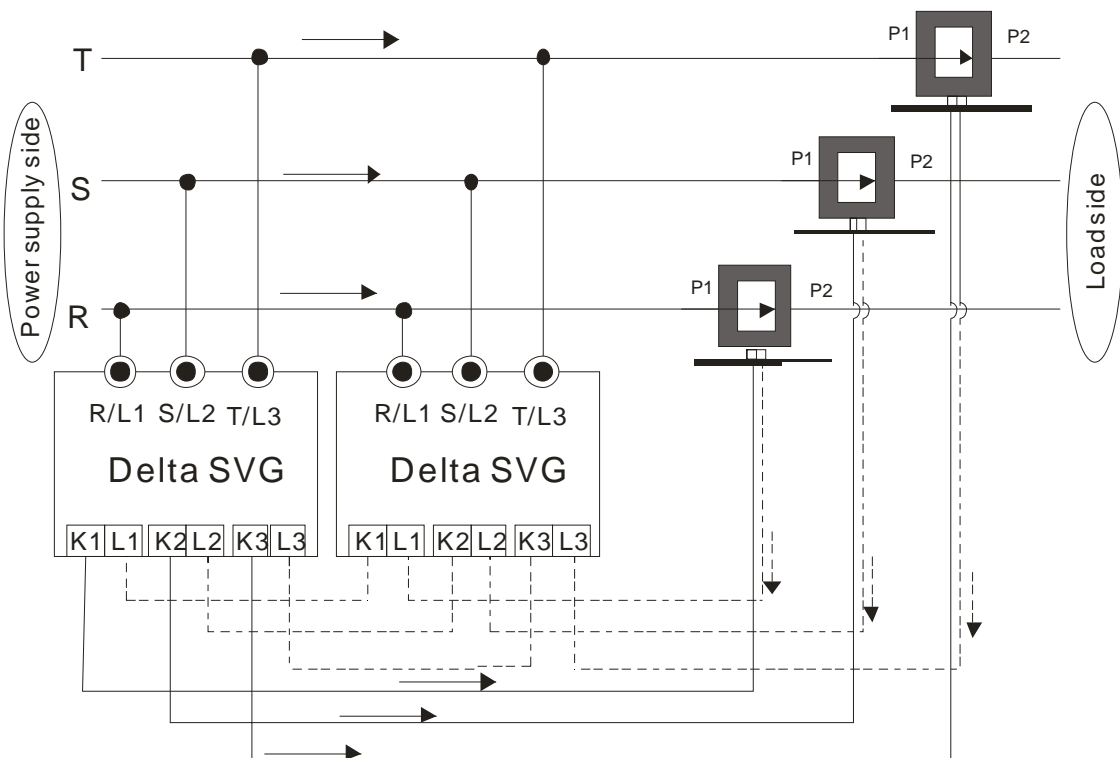 T
P1
P2
Power supply side
S
P1
P2
Load side
R
P1
P2
R/L1 S/L2 T/L3
R/L1 S/L2 T/L3
Delta SVG
Delta SVG
K1 L1 K2 L2 K3 L3
K1 L1 K2 L2 K3 L3